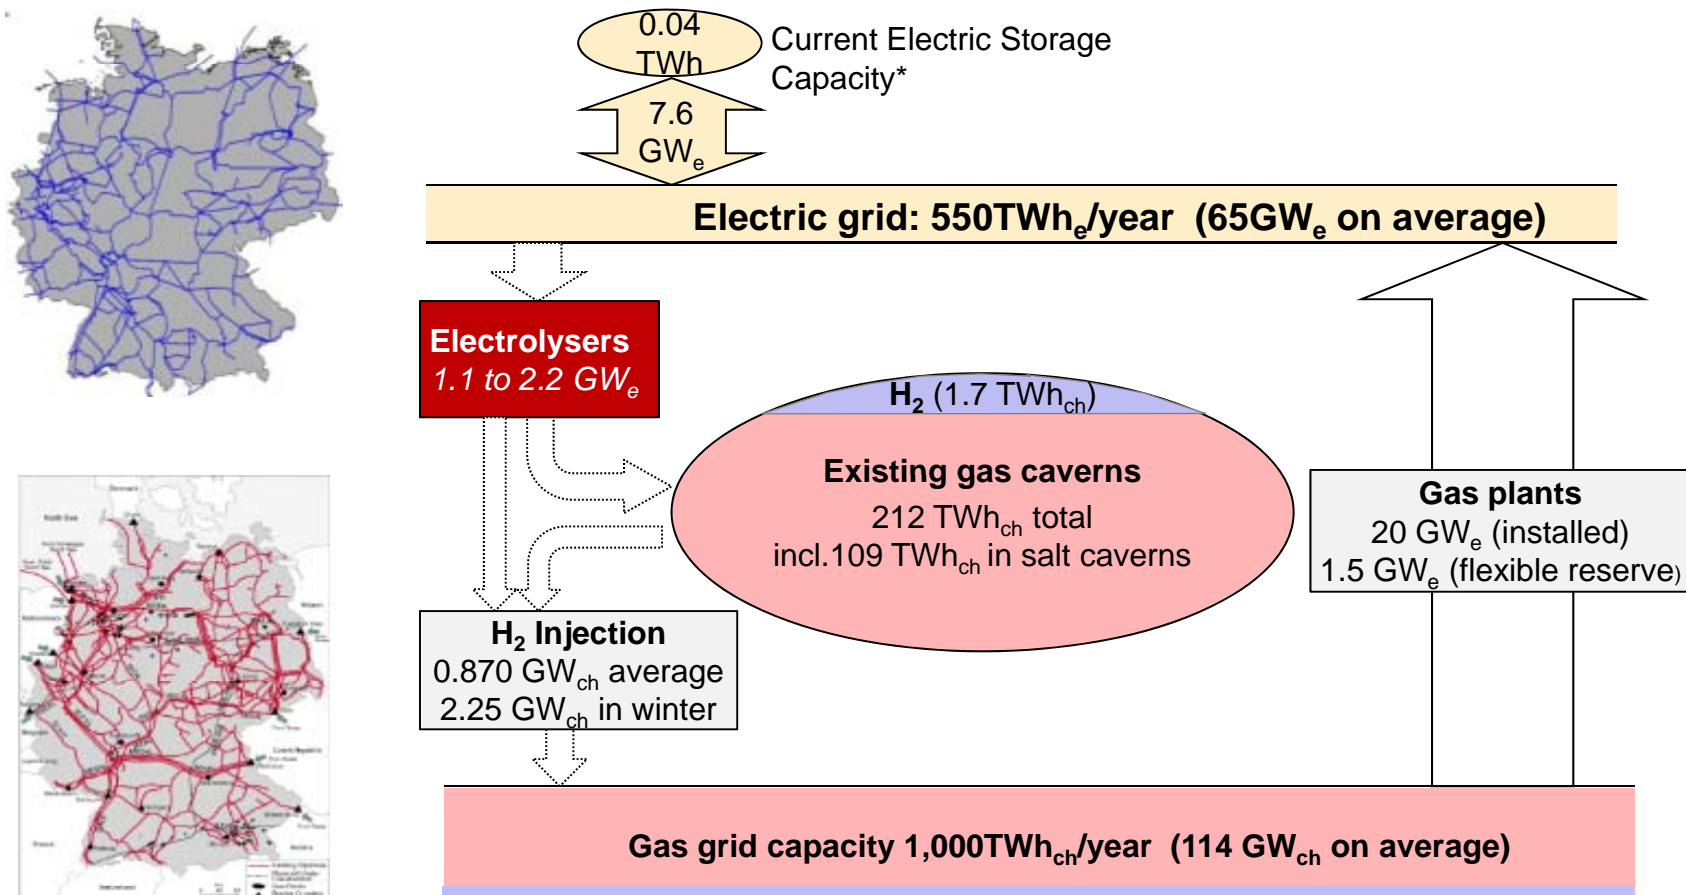 0.04
TWh
Current Electric Storage
Capacity*
7.6
GWe
Electric grid: 550TWhe/year (65GWe on average)
Electrolysers
1.1 to 2.2 GWe
H2 (1.7 TWhch)
Existing gas caverns
212 TWhch total
incl.109 TWhch in salt caverns
Gas plants
20 GWe (installed)
1.5 GWe (flexible reserve)
H2 Injection
0.870 GWch average
2.25 GWch in winter
Gas grid capacity 1,000TWhch/year (114 GWch on average)